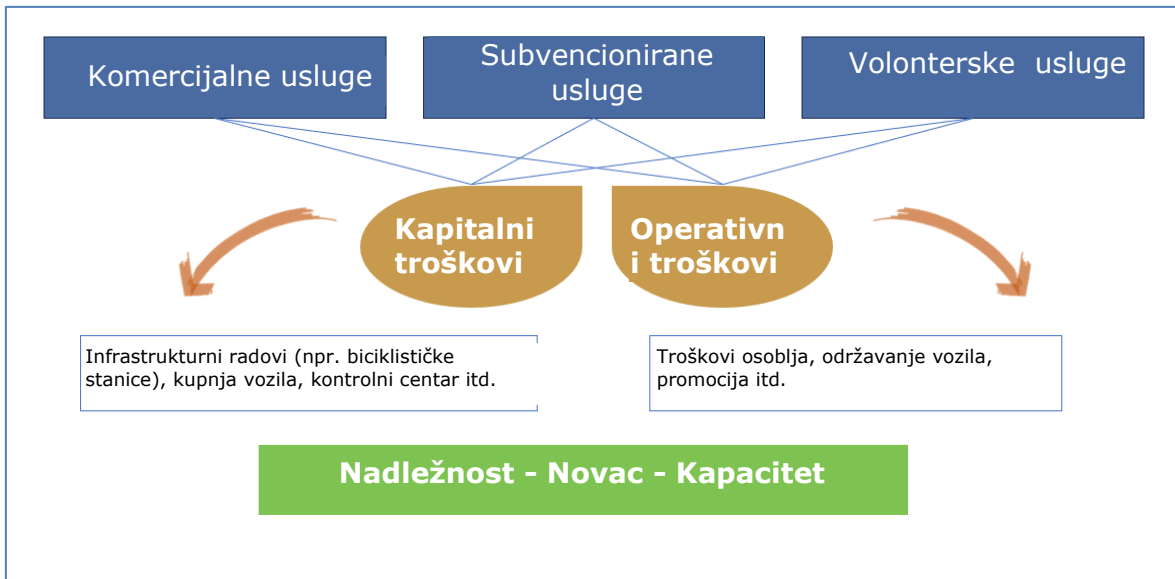 Komercijalne usluge
Subvencionirane
usluge
Volonterske usluge
Kapitalni
troškovi
Operativn
i troškovi
Infrastrukturni radovi (npr. biciklističke
stanice), kupnja vozila, kontrolni centar itd.
Troškovi osoblja, održavanje vozila,
promocija itd.
Nadležnost - Novac - Kapacitet